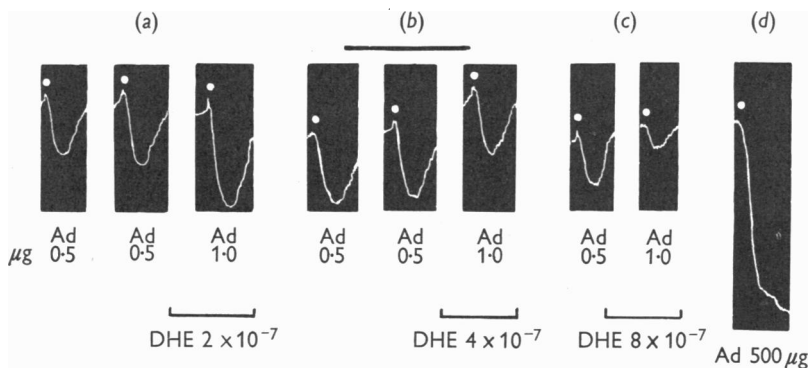 (a) (b) (c) (d)
Ad Ad Ad Ad Ad Ad Ad Ad
μg 0·5 0·5 1·0 0·5 0·5 1·0 0·5 1·0
DHE 2 x 10⁻⁷ DHE 4 x 10⁻⁷ DHE 8 x 10⁻⁷ Ad 500 μg